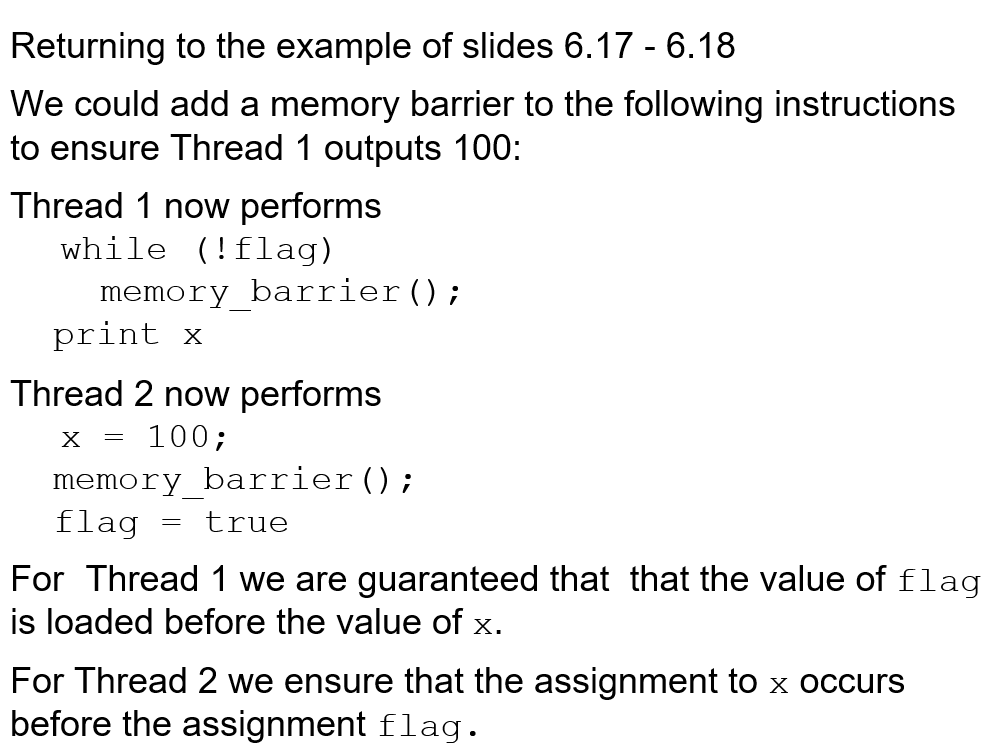 Returning to the example of slides 6.17 - 6.18
We could add a memory barrier to the following instructions
to ensure Thread 1 outputs 100:
Thread 1 now performs
while (!flag)
memory_barrier();
print x
Thread 2 now performs
x = 100;
memory_barrier();
flag = true
For Thread 1 we are guaranteed that that the value of flag
is loaded before the value of x.
For Thread 2 we ensure that the assignment to x occurs
before the assignment flag.